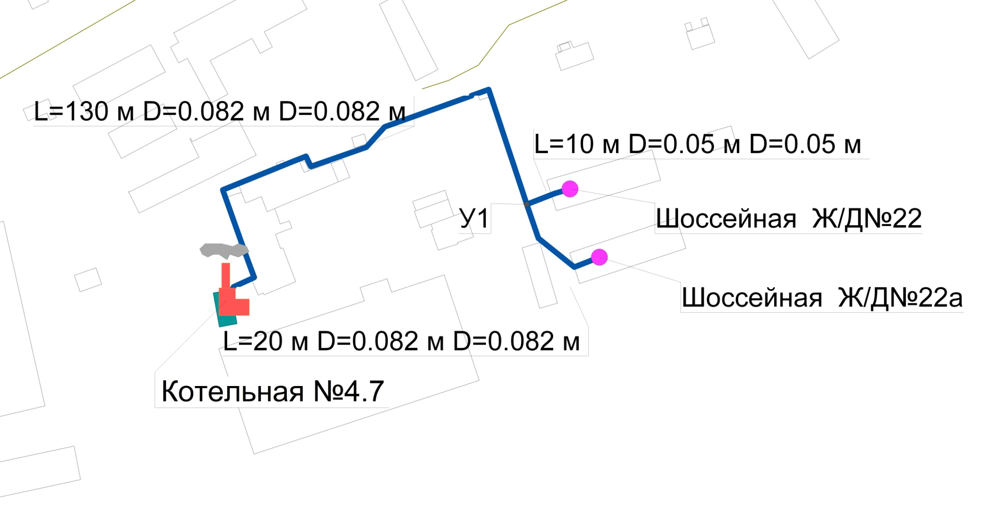 L=130 м D=0.082 м D=0.082 м
L=10 м D=0.05 м D=0.05 м
У1
Шоссейная Ж/Д№22
Шоссейная Ж/Д№22а
L=20 м D=0.082 м D=0.082 м
Котельная №4.7